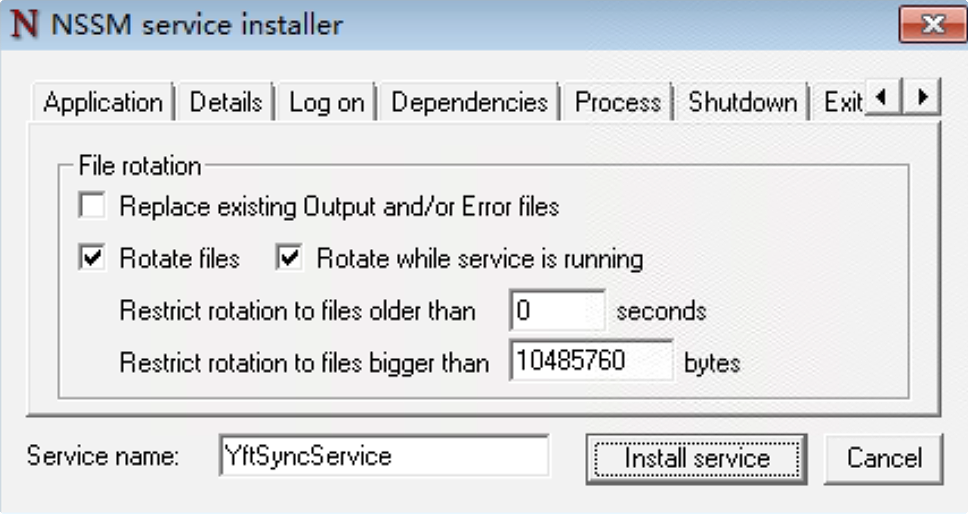 N NSSM service installer
Application Details Log on Dependencies Process Shutdown Exit
File rotation
Replace existing Output and/or Error files
Rotate files Rotate while service is running
Restrict rotation to files older than 0 seconds
Restrict rotation to files bigger than 10485760 bytes
Service name: YftSyncService Install service Cancel